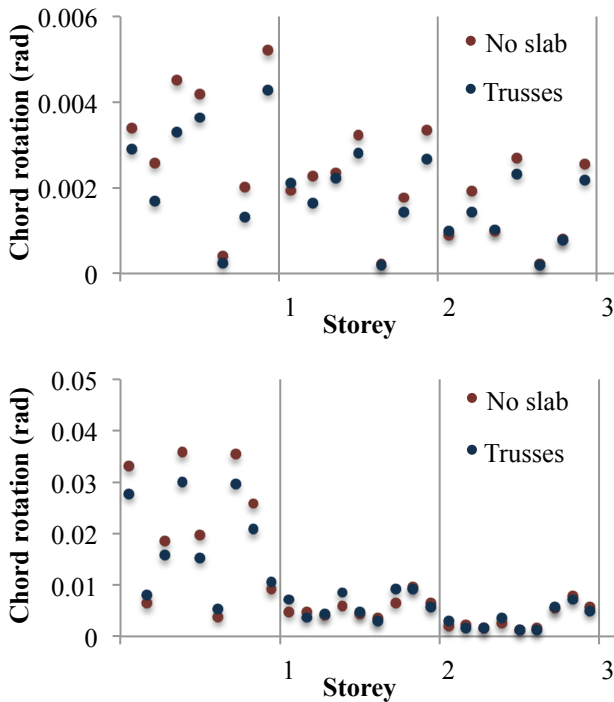 0.006
No slab
0.004
Trusses
0.002
0
Chord rotation (rad)
1
2
3
Storey
0.05
No slab
0.04
Trusses
0.03
0.02
0.01
0
Chord rotation (rad)
1
2
3
Storey